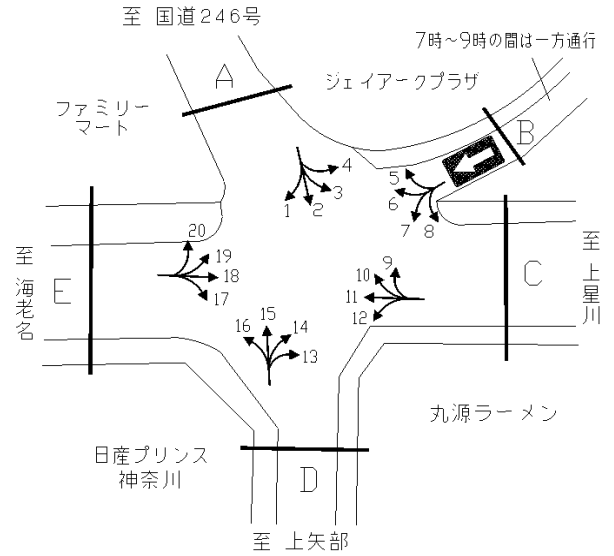 至 国道246号
7時～9時の間は一方通行
A
ジェイアークプラザ
ファミリー
マート
B
4
3
2
1
5
6
7
8
20
19
18
17
至 海老名
E
9
10
11
12
C
至 上星川
16
15
14
13
丸源ラーメン
日産プリンス
神奈川
D
至 上矢部